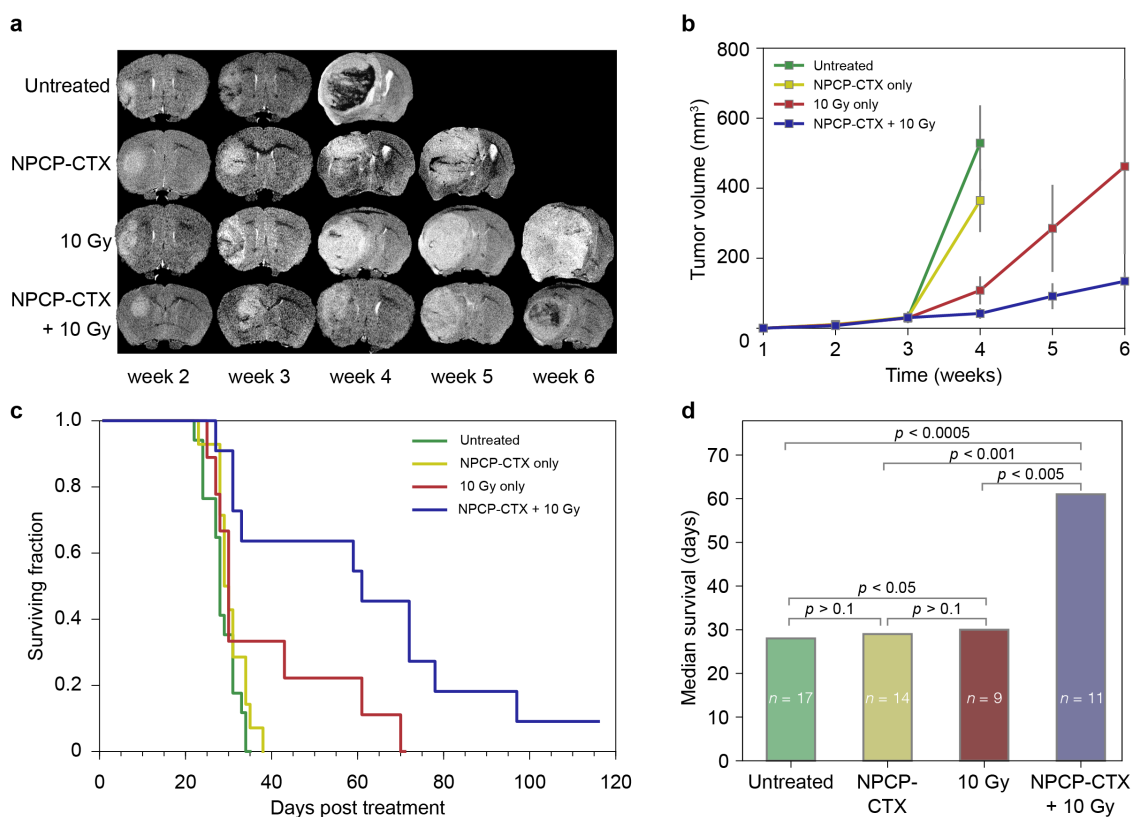 a
Untreated
NPCP-CTX
10 Gy
NPCP-CTX
+ 10 Gy
week 2
week 3
week 4
week 5
week 6
b
800
600
400
200
0
Tumor volume (mm³)
Untreated
NPCP-CTX only
10 Gy only
NPCP-CTX + 10 Gy
1
2
3
4
5
6
Time (weeks)
c
1.0
0.8
0.6
0.4
0.2
0
Surviving fraction
Untreated
NPCP-CTX only
10 Gy only
NPCP-CTX + 10 Gy
0
20
40
60
80
100
120
Days post treatment
d
70
60
50
40
30
20
10
0
Median survival (days)
p < 0.0005
p < 0.001
p < 0.005
p < 0.05
p > 0.1
p > 0.1
n = 17
n = 14
n = 9
n = 11
Untreated
NPCP-
CTX
10 Gy
NPCP-CTX
+ 10 Gy